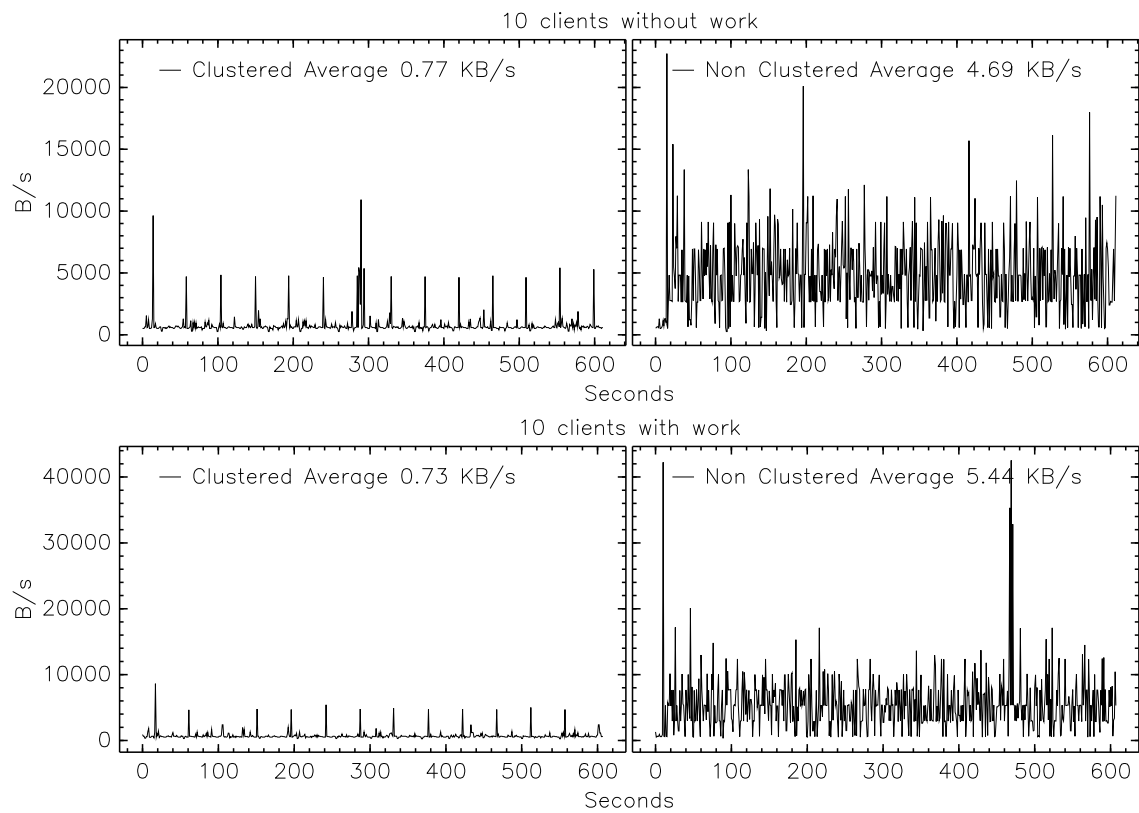 10 clients without work
Clustered Average 0.77 KB/s
Non Clustered Average 4.69 KB/s
B/s
20000
15000
10000
5000
0
0 100 200 300 400 500 600
0 100 200 300 400 500 600
Seconds
10 clients with work
Clustered Average 0.73 KB/s
Non Clustered Average 5.44 KB/s
B/s
40000
30000
20000
10000
0
0 100 200 300 400 500 600
0 100 200 300 400 500 600
Seconds